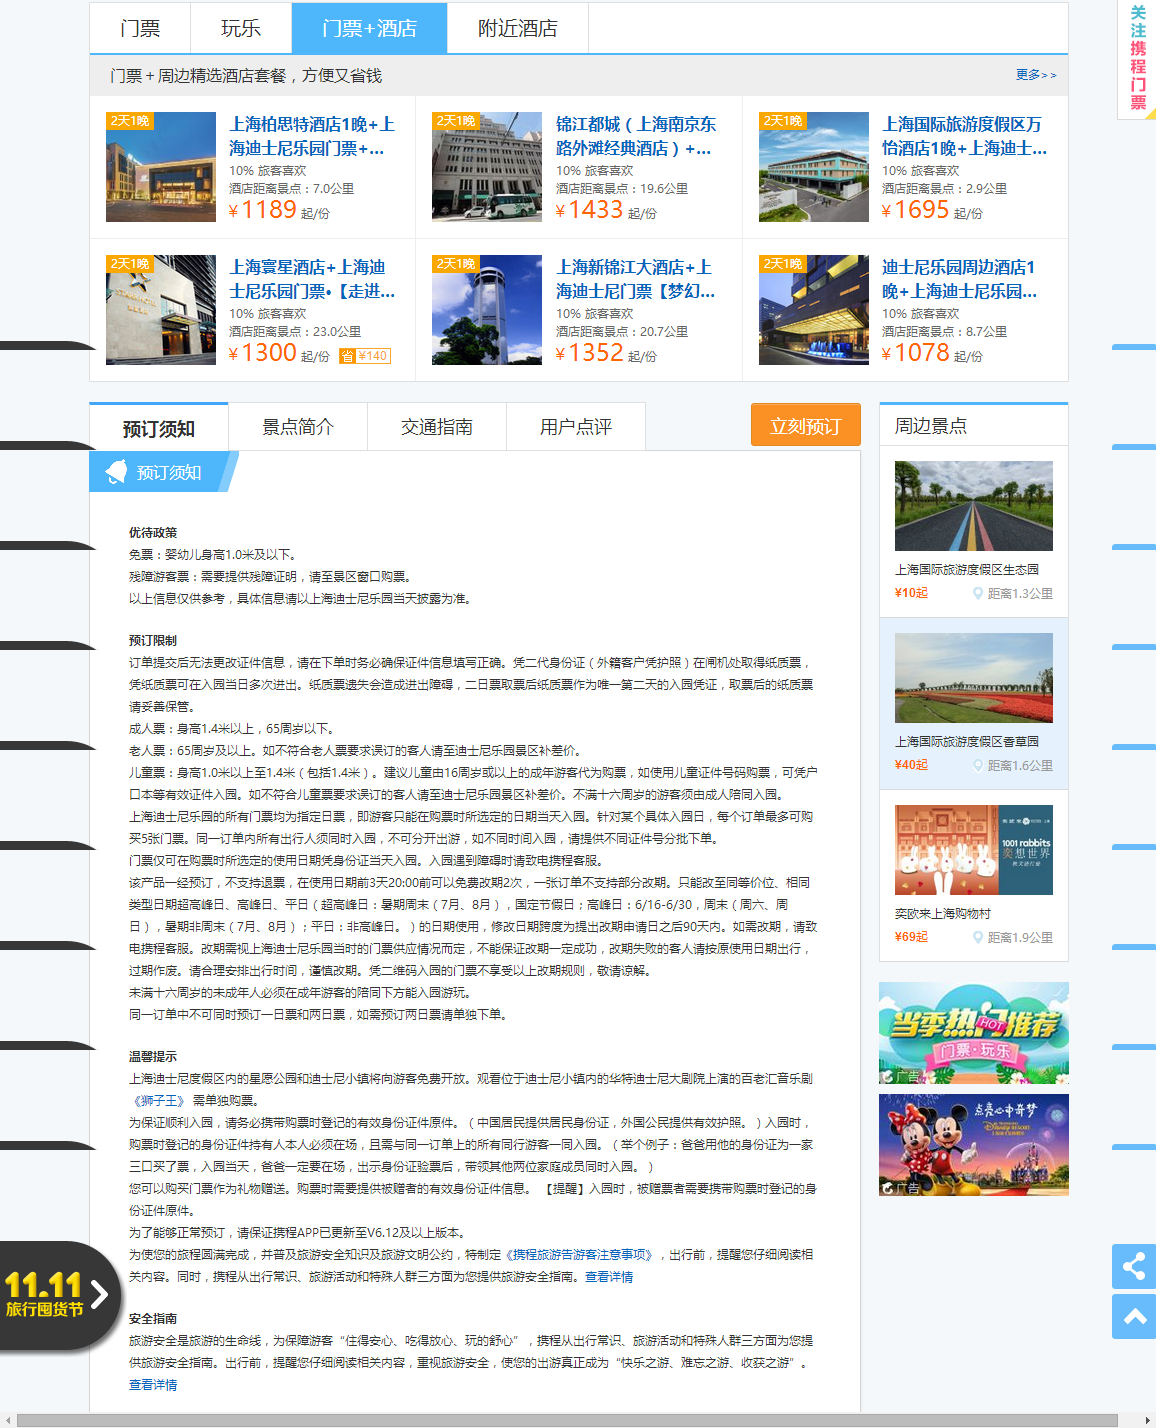 门票 玩乐 门票+酒店 附近酒店
关注携程门票
门票+周边精选酒店套餐，方便又省钱 更多>>
2天1晚
上海柏思特酒店1晚+上
海迪士尼乐园门票+...
10% 旅客喜欢
酒店距离景点：7.0公里
¥1189 起/份
2天1晚
锦江都城（上海南京东
路外滩经典酒店）+...
10% 旅客喜欢
酒店距离景点：19.6公里
¥1433 起/份
2天1晚
上海国际旅游度假区万
怡酒店1晚+上海迪士...
10% 旅客喜欢
酒店距离景点：2.9公里
¥1695 起/份
2天1晚
上海寰星酒店+上海迪
士尼乐园门票•【走进...
10% 旅客喜欢
酒店距离景点：23.0公里
¥1300 起/份 省 ¥140
2天1晚
上海新锦江大酒店+上
海迪士尼门票【梦幻...
10% 旅客喜欢
酒店距离景点：20.7公里
¥1352 起/份
2天1晚
迪士尼乐园周边酒店1
晚+上海迪士尼乐园...
10% 旅客喜欢
酒店距离景点：8.7公里
¥1078 起/份
预订须知 景点简介 交通指南 用户点评 立刻预订
预订须知
优待政策
免票：婴幼儿身高1.0米及以下。
残障游客票：需要提供残障证明，请至景区窗口购票。
以上信息仅供参考，具体信息请以上海迪士尼乐园当天披露为准。
预订限制
订单提交后无法更改证件信息，请在下单时务必确保证件信息填写正确。凭二代身份证（外籍客户凭护照）在闸机处取得纸质票，
凭纸质票可在入园当日多次进出。纸质票遗失会造成进出障碍，二日票取票后纸质票作为唯一第二天的入园凭证，取票后的纸质票
请妥善保管。
成人票：身高1.4米以上，65周岁以下。
老人票：65周岁及以上。如不符合老人票要求误订的客人请至迪士尼乐园景区补差价。
儿童票：身高1.0米以上至1.4米（包括1.4米）。建议儿童由16周岁或以上的成年游客代为购票，如使用儿童证件号码购票，可凭户
口本等有效证件入园。如不符合儿童票要求误订的客人请至迪士尼乐园景区补差价。不满十六周岁的游客须由成人陪同入园。
上海迪士尼乐园的所有门票均为指定日票，即游客只能在购票时所选定的日期当天入园。针对某个具体入园日，每个订单最多可购
买5张门票。同一订单内所有出行人须同时入园，不可分开出游，如不同时间入园，请提供不同证件号分批下单。
门票仅可在购票时所选定的使用日期凭身份证当天入园。入园遇到障碍时请致电携程客服。
该产品一经预订，不支持退票，在使用日期前3天20:00前可以免费改期2次，一张订单不支持部分改期。只能改至同等价位、相同
类型日期超高峰日、高峰日、平日（超高峰日：暑期周末（7月、8月），国定节假日；高峰日：6/16-6/30，周末（周六、周
日），暑期非周末（7月、8月）；平日：非高峰日。）的日期使用，修改日期跨度为提出改期申请日之后90天内。如需改期，请致
电携程客服。改期需视上海迪士尼乐园当时的门票供应情况而定，不能保证改期一定成功，改期失败的客人请按原使用日期出行，
过期作废。请合理安排出行时间，谨慎改期。凭二维码入园的门票不享受以上改期规则，敬请谅解。
未满十六周岁的未成年人必须在成年游客的陪同下方能入园游玩。
同一订单中不可同时预订一日票和两日票，如需预订两日票请单独下单。
温馨提示
上海迪士尼度假区内的星愿公园和迪士尼小镇将向游客免费开放。观看位于迪士尼小镇内的华特迪士尼大剧院上演的百老汇音乐剧
《狮子王》 需单独购票。
为保证顺利入园，请务必携带购票时登记的有效身份证件原件。（中国居民提供居民身份证，外国公民提供有效护照。）入园时，
购票时登记的身份证件持有人本人必须在场，且需与同一订单上的所有同行游客一同入园。（举个例子：爸爸用他的身份证为一家
三口买了票，入园当天，爸爸一定要在场，出示身份证验票后，带领其他两位家庭成员同时入园。）
您可以购买门票作为礼物赠送。购票时需要提供被赠者的有效身份证件信息。 【提醒】入园时，被赠票者需要携带购票时登记的身
份证件原件。
为了能够正常预订，请保证携程APP已更新至V6.12及以上版本。
为使您的旅程圆满完成，并普及旅游安全知识及旅游文明公约，特制定《携程旅游告游客注意事项》，出行前，提醒您仔细阅读相
关内容。同时，携程从出行常识、旅游活动和特殊人群三方面为您提供旅游安全指南。查看详情
安全指南
旅游安全是旅游的生命线，为保障游客“住得安心、吃得放心、玩的舒心”，携程从出行常识、旅游活动和特殊人群三方面为您提
供旅游安全指南。出行前，提醒您仔细阅读相关内容，重视旅游安全，使您的出游真正成为“快乐之游、难忘之游、收获之游”。
查看详情
周边景点
上海国际旅游度假区生态园
¥10起 距离1.3公里
上海国际旅游度假区香草园
¥40起 距离1.6公里
1001 rabbits
奕想世界
奕欧来上海购物村
¥69起 距离1.9公里
当季热门推荐
HOT
门票·玩乐
广告
点亮心中奇梦
广告
11.11
旅行囤货节